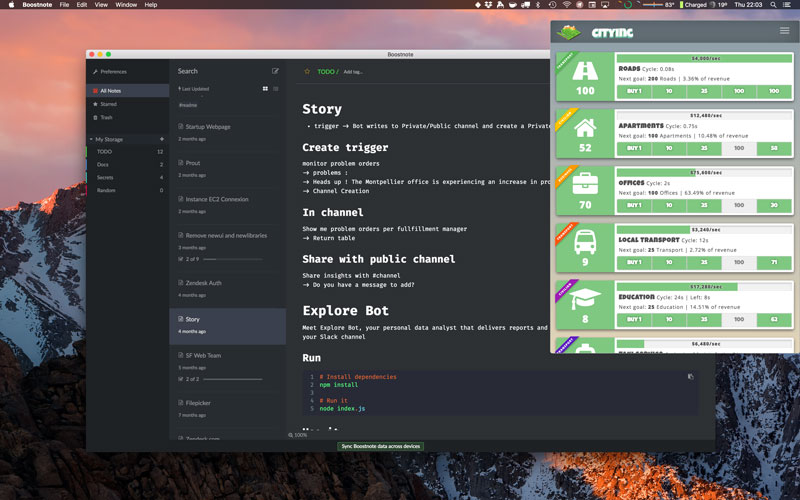 Boostnote File Edit View Window Help
83° Charged 19° Thu 22:03
Boostnote
Preferences
All Notes
Starred
Trash
My Storage
TODO 12
Docs 2
Secrets 4
Random 0
Search
Last Updated
#readme
Startup Webpage
3 months ago
Prout
3 months ago
Instance EC2 Connexion
2 months ago
Remove newui and newlibraries
3 months ago
2 of 9
Zendesk Auth
4 months ago
Story
4 months ago
SF Web Team
5 months ago
2 of 2
Filepicker
7 months ago
Zendesk.com
TODO / Add tag...
Story
• trigger → Bot writes to Private/Public channel and create a Private
Create trigger
monitor problem orders
→ problems :
→ Heads up ! The Montpellier office is experiencing an increase in
→ Channel Creation
In channel
Show me problem orders per fullfillment manager
→ Return table
Share with public channel
Share insights with #channel
→ Do you have a message to add?
Explore Bot
Meet Explore Bot, your personal data analyst that delivers reports and
your Slack channel
Run
1 # Install dependencies
2 npm install
3
4 # Run it
5 node index.js
100%
Sync Boostnote data across devices
CITYINC
TRANSPORT
100
$4,000/sec
ROADS Cycle: 0.08s
Next goal: 200 Roads | 3.36% of revenue
BUY 1 10 25 100 100
52
$12,480/sec
APARTMENTS Cycle: 0.75s
Next goal: 100 Apartments | 10.48% of revenue
BUY 1 10 25 100 58
70
$75,600/sec
OFFICES Cycle: 2s
Next goal: 100 Offices | 63.49% of revenue
BUY 1 10 25 100 30
TRANSPORT
9
$3,240/sec
LOCAL TRANSPORT Cycle: 12s
Next goal: 25 Transport | 2.72% of revenue
BUY 1 10 25 100 71
8
$17,280/sec
EDUCATION Cycle: 24s | Left: 8s
Next goal: 25 Education | 14.51% of revenue
BUY 1 10 25 100 63
$6,480/sec